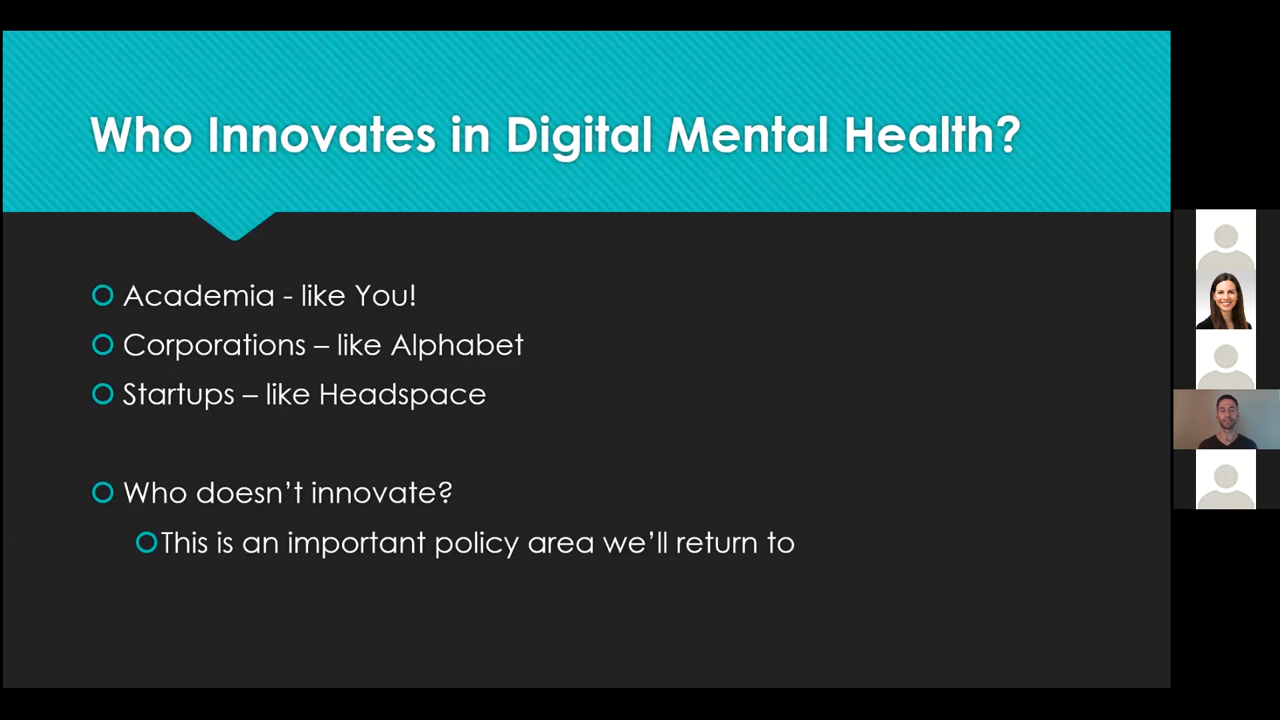 Who Innovates in Digital Mental Health?
Academia - like You!
Corporations – like Alphabet
Startups – like Headspace
Who doesn’t innovate?
This is an important policy area we’ll return to